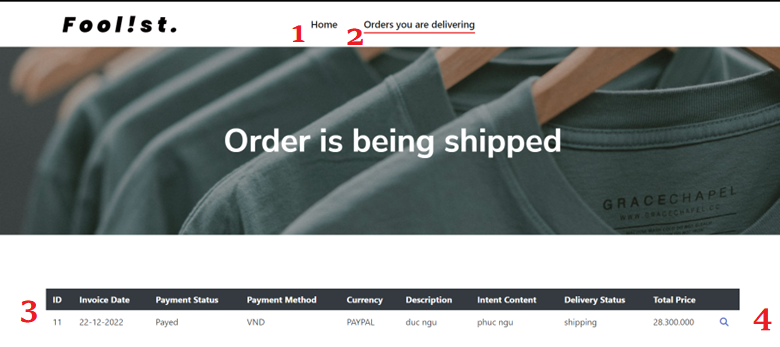 Fool!st.
1 Home 2 Orders you are delivering
Order is being shipped
GRACECHAPEL
WWW.GRACECHAPEL.CC
ID Invoice Date Payment Status Payment Method Currency Description Intent Content Delivery Status Total Price
3 11 22-12-2022 Payed VND PAYPAL duc ngu phuc ngu shipping 28.300.000 4